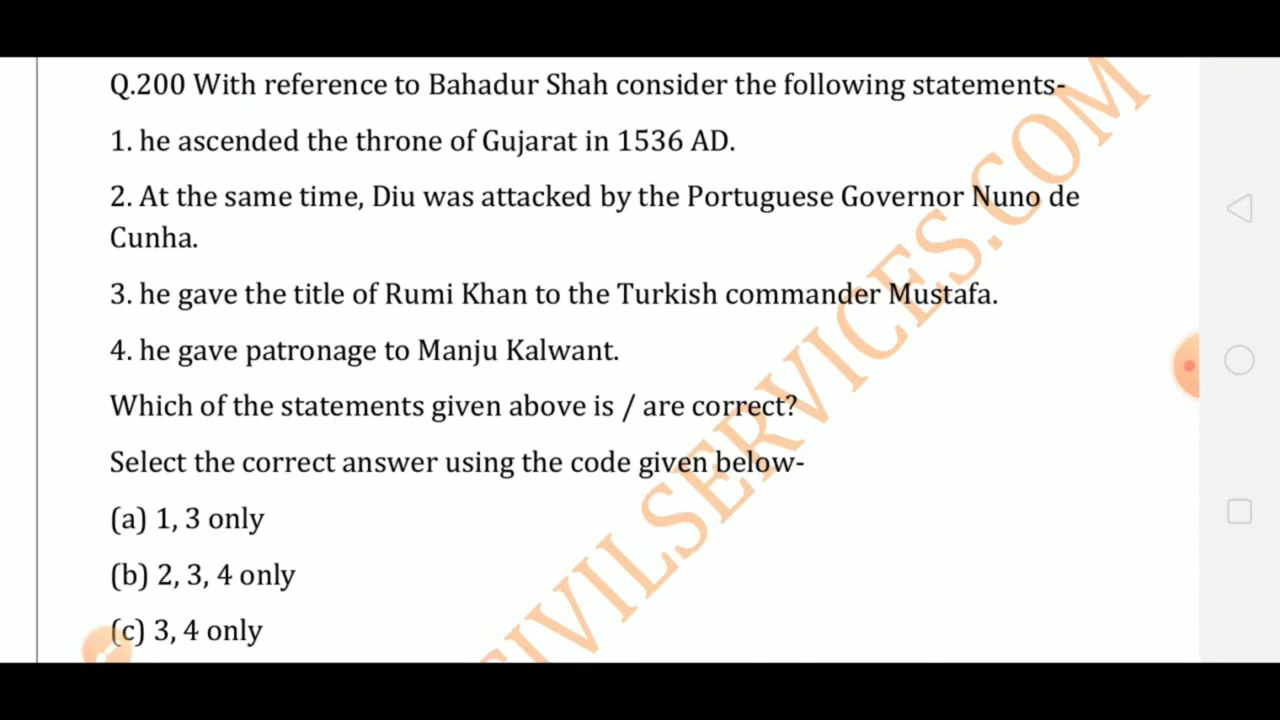 Q.200 With reference to Bahadur Shah consider the following statements-
1. he ascended the throne of Gujarat in 1536 AD.
2. At the same time, Diu was attacked by the Portuguese Governor Nuno de
Cunha.
3. he gave the title of Rumi Khan to the Turkish commander Mustafa.
4. he gave patronage to Manju Kalwant.
Which of the statements given above is / are correct?
Select the correct answer using the code given below-
(a) 1, 3 only
(b) 2, 3, 4 only
(c) 3, 4 only
IVILSERVICES.COM